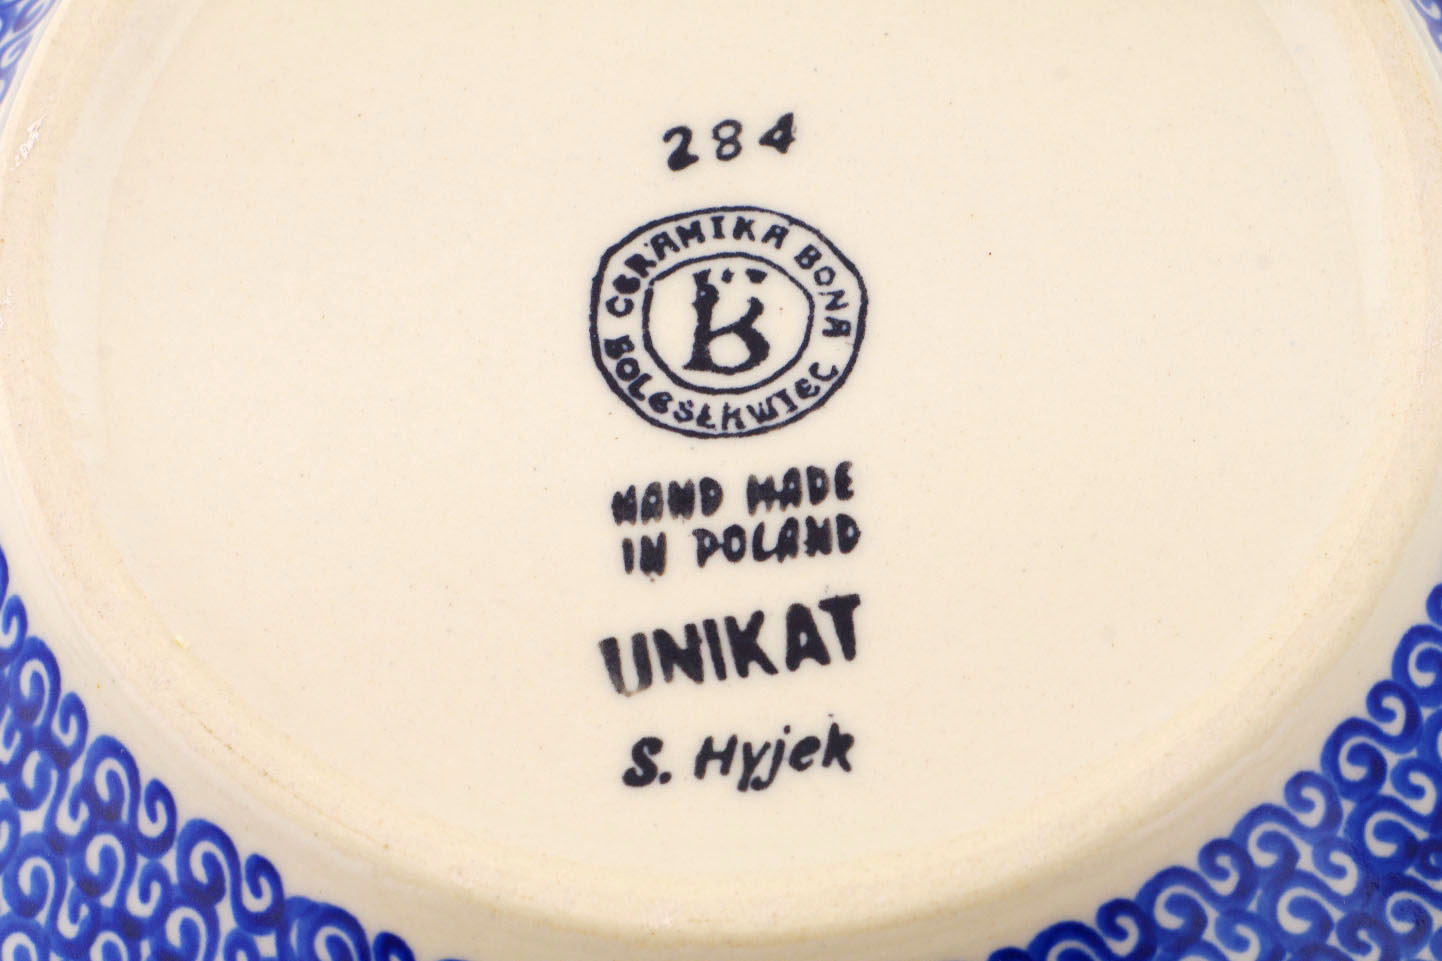 284
CERAMIKA BONA
B
BOLESŁAWIEC
HAND MADE
IN POLAND
UNIKAT
S. Hyjek